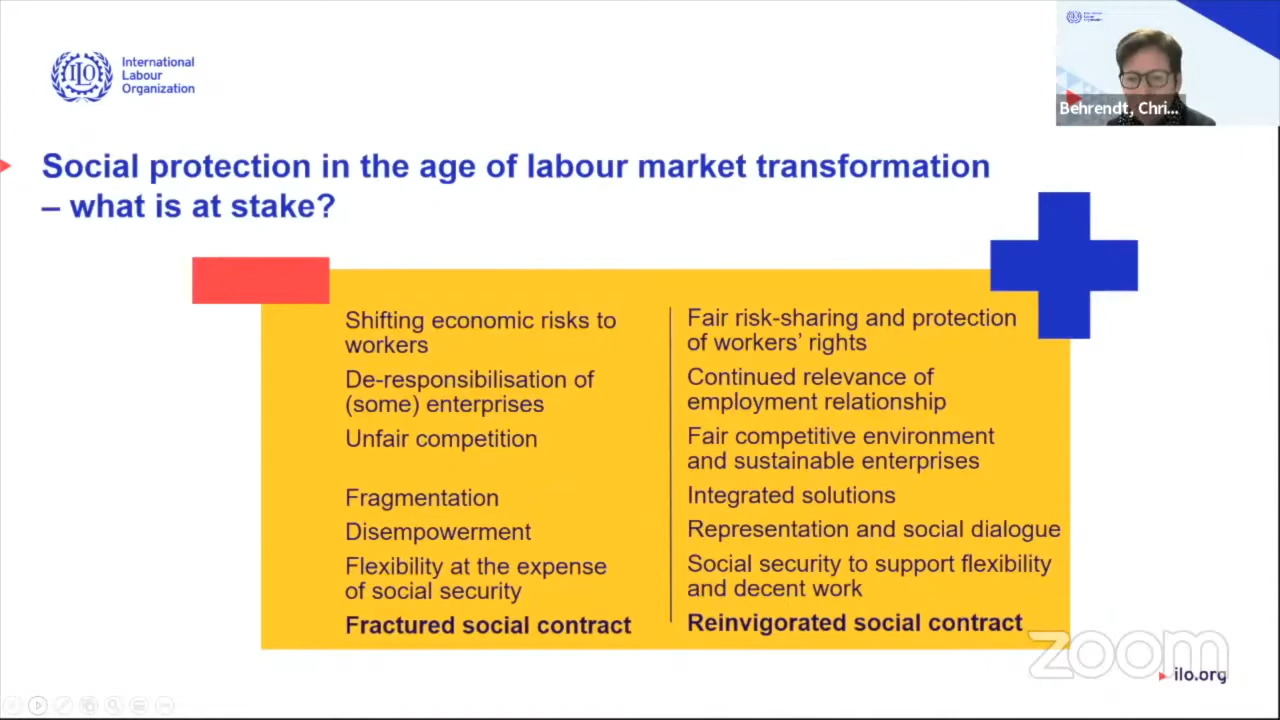 ILO
International
Labour
Organization
Behrendt, Chri...
Social protection in the age of labour market transformation
– what is at stake?
Shifting economic risks to
workers
De-responsibilisation of
(some) enterprises
Unfair competition
Fragmentation
Disempowerment
Flexibility at the expense
of social security
Fractured social contract
Fair risk-sharing and protection
of workers’ rights
Continued relevance of
employment relationship
Fair competitive environment
and sustainable enterprises
Integrated solutions
Representation and social dialogue
Social security to support flexibility
and decent work
Reinvigorated social contract
zoom
ilo.org